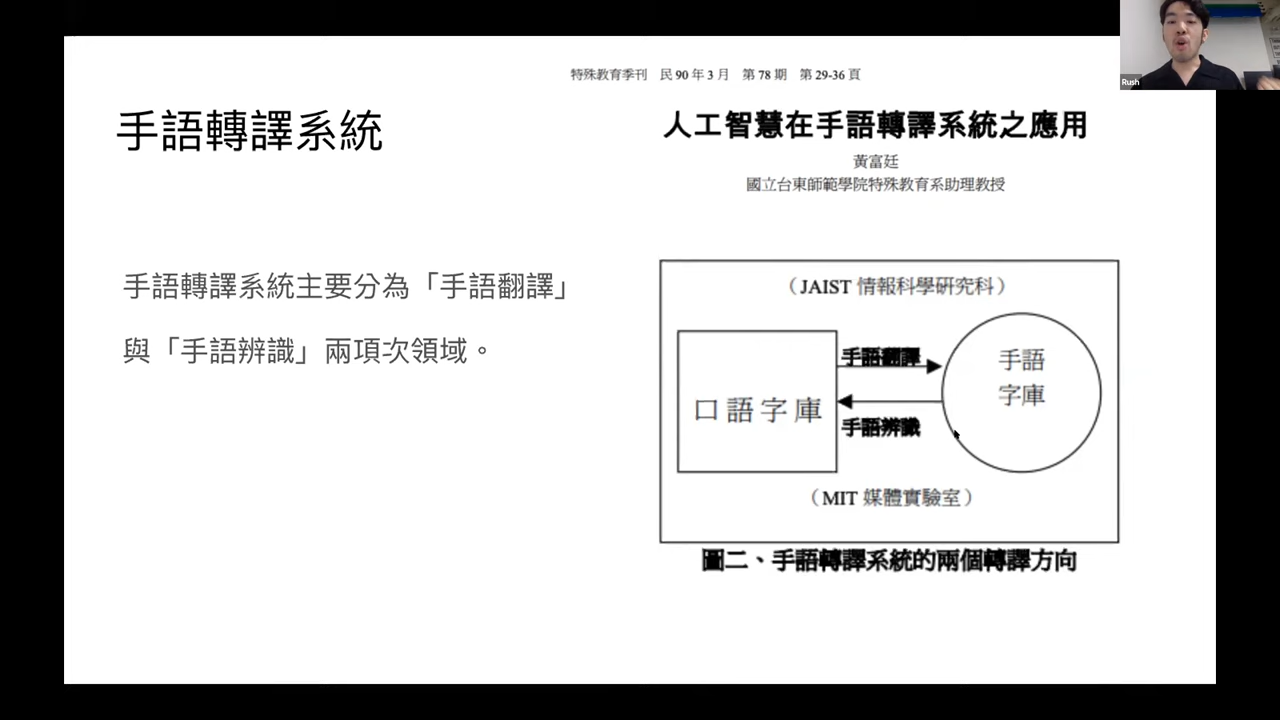 Rush
特殊教育季刊 民 90 年 3 月 第 78 期 第 29-36 頁
手語轉譯系統
人工智慧在手語轉譯系統之應用
黃富廷
國立台東師範學院特殊教育系助理教授
手語轉譯系統主要分為「手語翻譯」
與「手語辨識」兩項次領域。
（JAIST 情報科學研究科）
手語翻譯
口語字庫
手語
字庫
手語辨識
（MIT 媒體實驗室）
圖二、手語轉譯系統的兩個轉譯方向